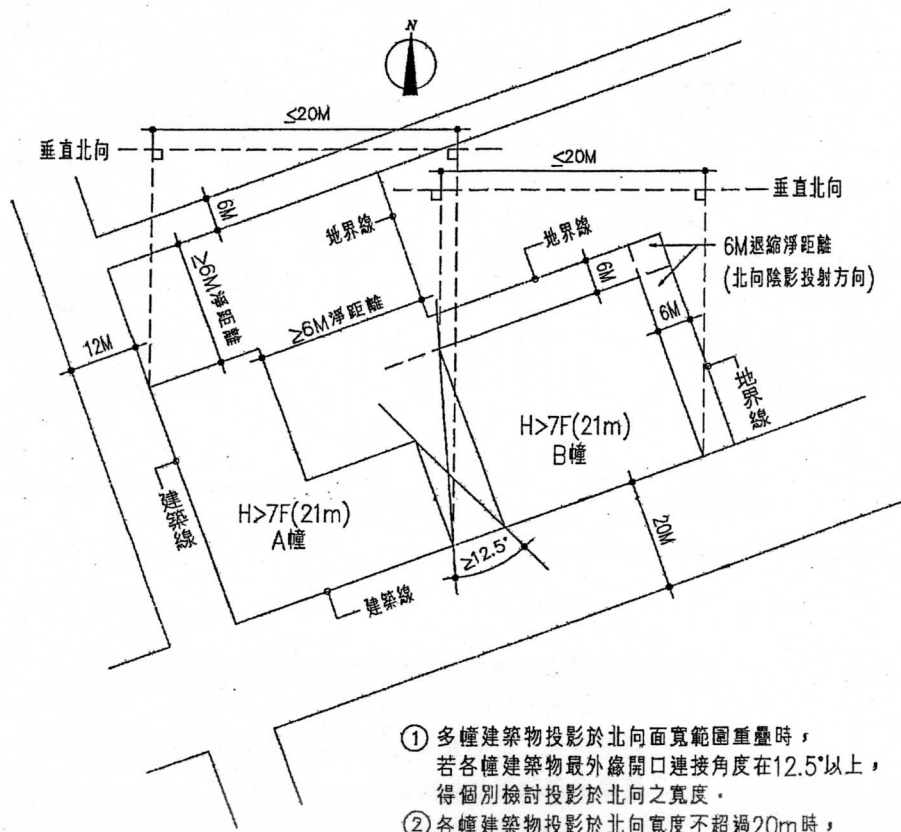 N
≤20M
垂直北向
≤20M
垂直北向
6M
地界線
地界線
6M退縮淨距離
(北向陰影投射方向)
≥6M淨距離
6M
≥6M淨距離
6M
12M
地界線
H>7F(21m)
B幢
建築線
H>7F(21m)
A幢
20M
≥12.5°
建築線
① 多幢建築物投影於北向面寬範圍重疊時，
若各幢建築物最外緣開口連接角度在12.5°以上，
得個別檢討投影於北向之寬度。
② 各幢建築物投影於北向寬度不超過20m時，